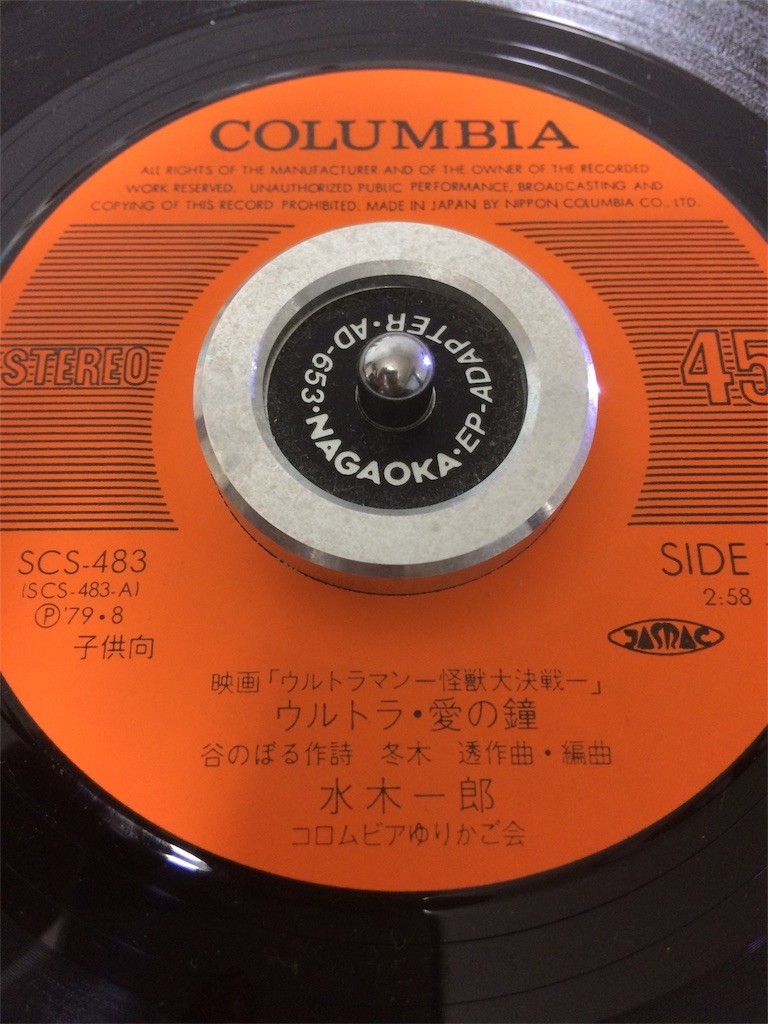 COLUMBIA
ALL RIGHTS OF THE MANUFACTURER AND OF THE OWNER OF THE RECORDED
WORK RESERVED. UNAUTHORIZED PUBLIC PERFORMANCE, BROADCASTING AND
COPYING OF THIS RECORD PROHIBITED. MADE IN JAPAN BY NIPPON COLUMBIA CO., LTD.
STEREO
45
NAGAOKA・EP-ADAPTER・AD-653・
SCS-483
(SCS-483-A)
Ⓟ'79・8
子供向
SIDE
2:58
JASRAC
映画「ウルトラマン―怪獣大決戦―」
ウルトラ・愛の鐘
谷のぼる作詩 冬木 透作曲・編曲
水木一郎
コロムビアゆりかご会